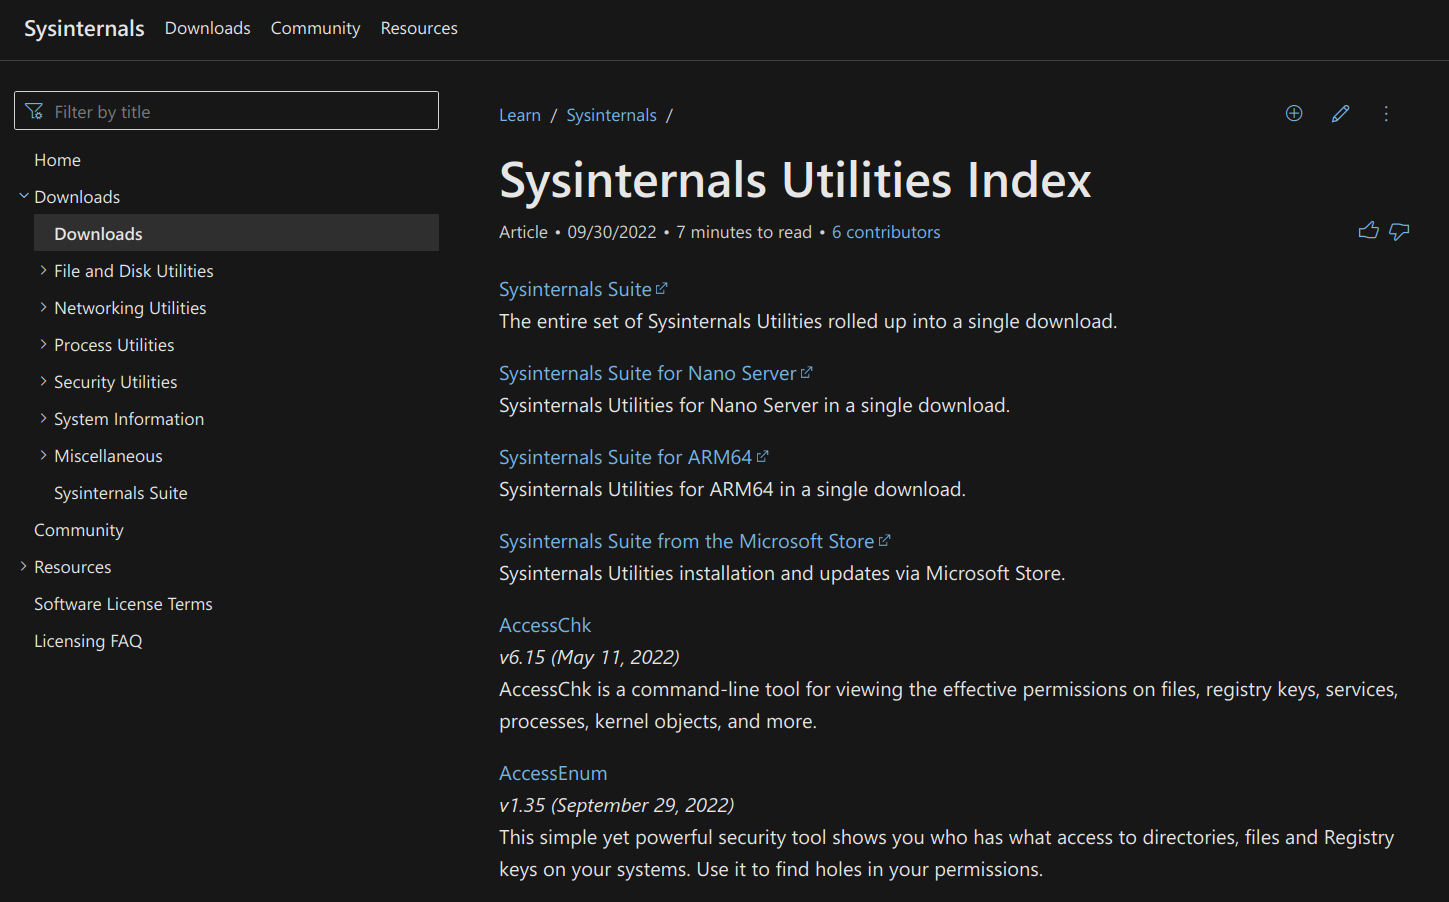 Sysinternals Downloads Community Resources
Filter by title
Home
Downloads
Downloads
File and Disk Utilities
Networking Utilities
Process Utilities
Security Utilities
System Information
Miscellaneous
Sysinternals Suite
Community
Resources
Software License Terms
Licensing FAQ
Learn / Sysinternals /
Sysinternals Utilities Index
Article • 09/30/2022 • 7 minutes to read • 6 contributors
Sysinternals Suite
The entire set of Sysinternals Utilities rolled up into a single download.
Sysinternals Suite for Nano Server
Sysinternals Utilities for Nano Server in a single download.
Sysinternals Suite for ARM64
Sysinternals Utilities for ARM64 in a single download.
Sysinternals Suite from the Microsoft Store
Sysinternals Utilities installation and updates via Microsoft Store.
AccessChk
v6.15 (May 11, 2022)
AccessChk is a command-line tool for viewing the effective permissions on files, registry keys, services,
processes, kernel objects, and more.
AccessEnum
v1.35 (September 29, 2022)
This simple yet powerful security tool shows you who has what access to directories, files and Registry
keys on your systems. Use it to find holes in your permissions.